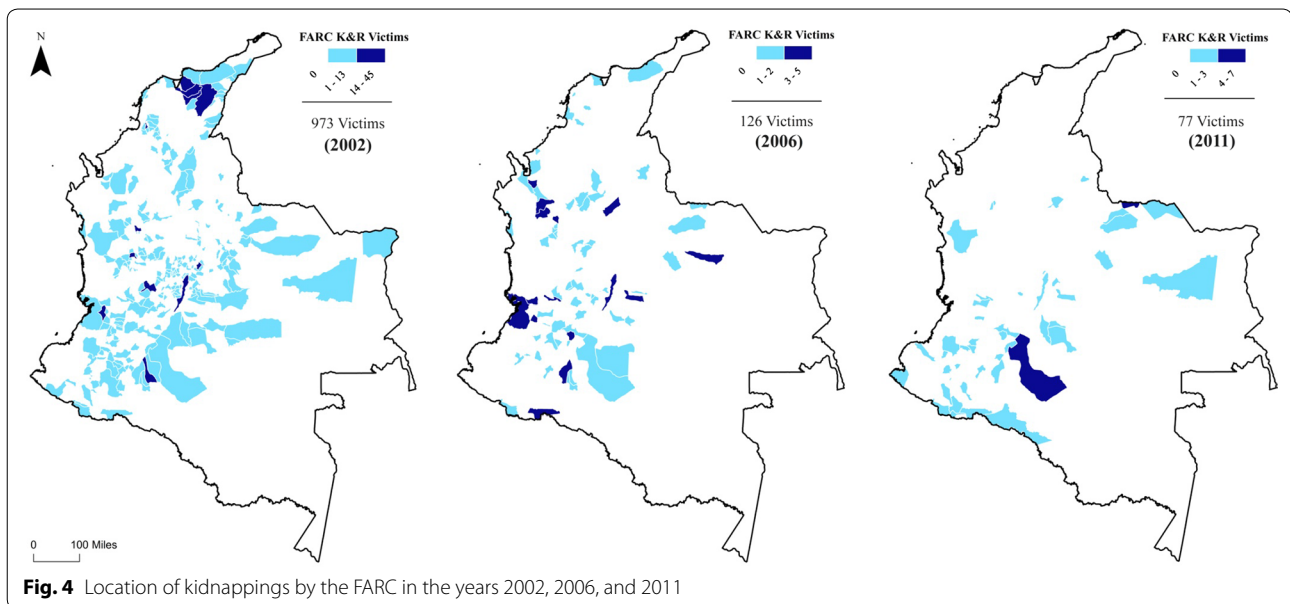 N
FARC K&R Victims
0
1-13
14-45
973 Victims
(2002)
FARC K&R Victims
0
1-2
3-5
126 Victims
(2006)
FARC K&R Victims
0
1-3
4-7
77 Victims
(2011)
0 100 Miles
Fig. 4 Location of kidnappings by the FARC in the years 2002, 2006, and 2011